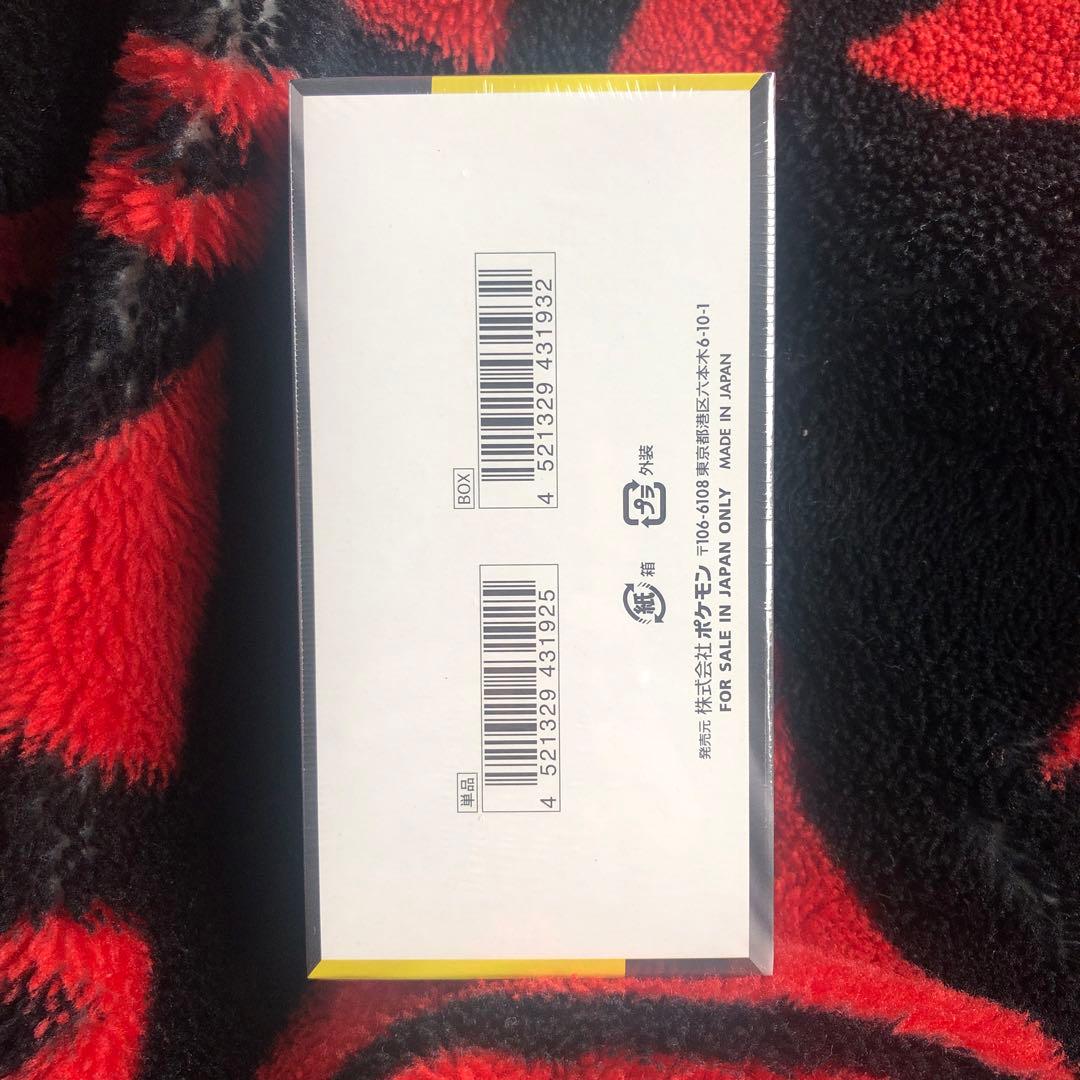 単品
4 521329 431925
BOX
4 521329 431932
紙 箱
プラ 外装
発売元 株式会社 ポケモン 〒106-6108 東京都港区六本木6-10-1
FOR SALE IN JAPAN ONLY MADE IN JAPAN